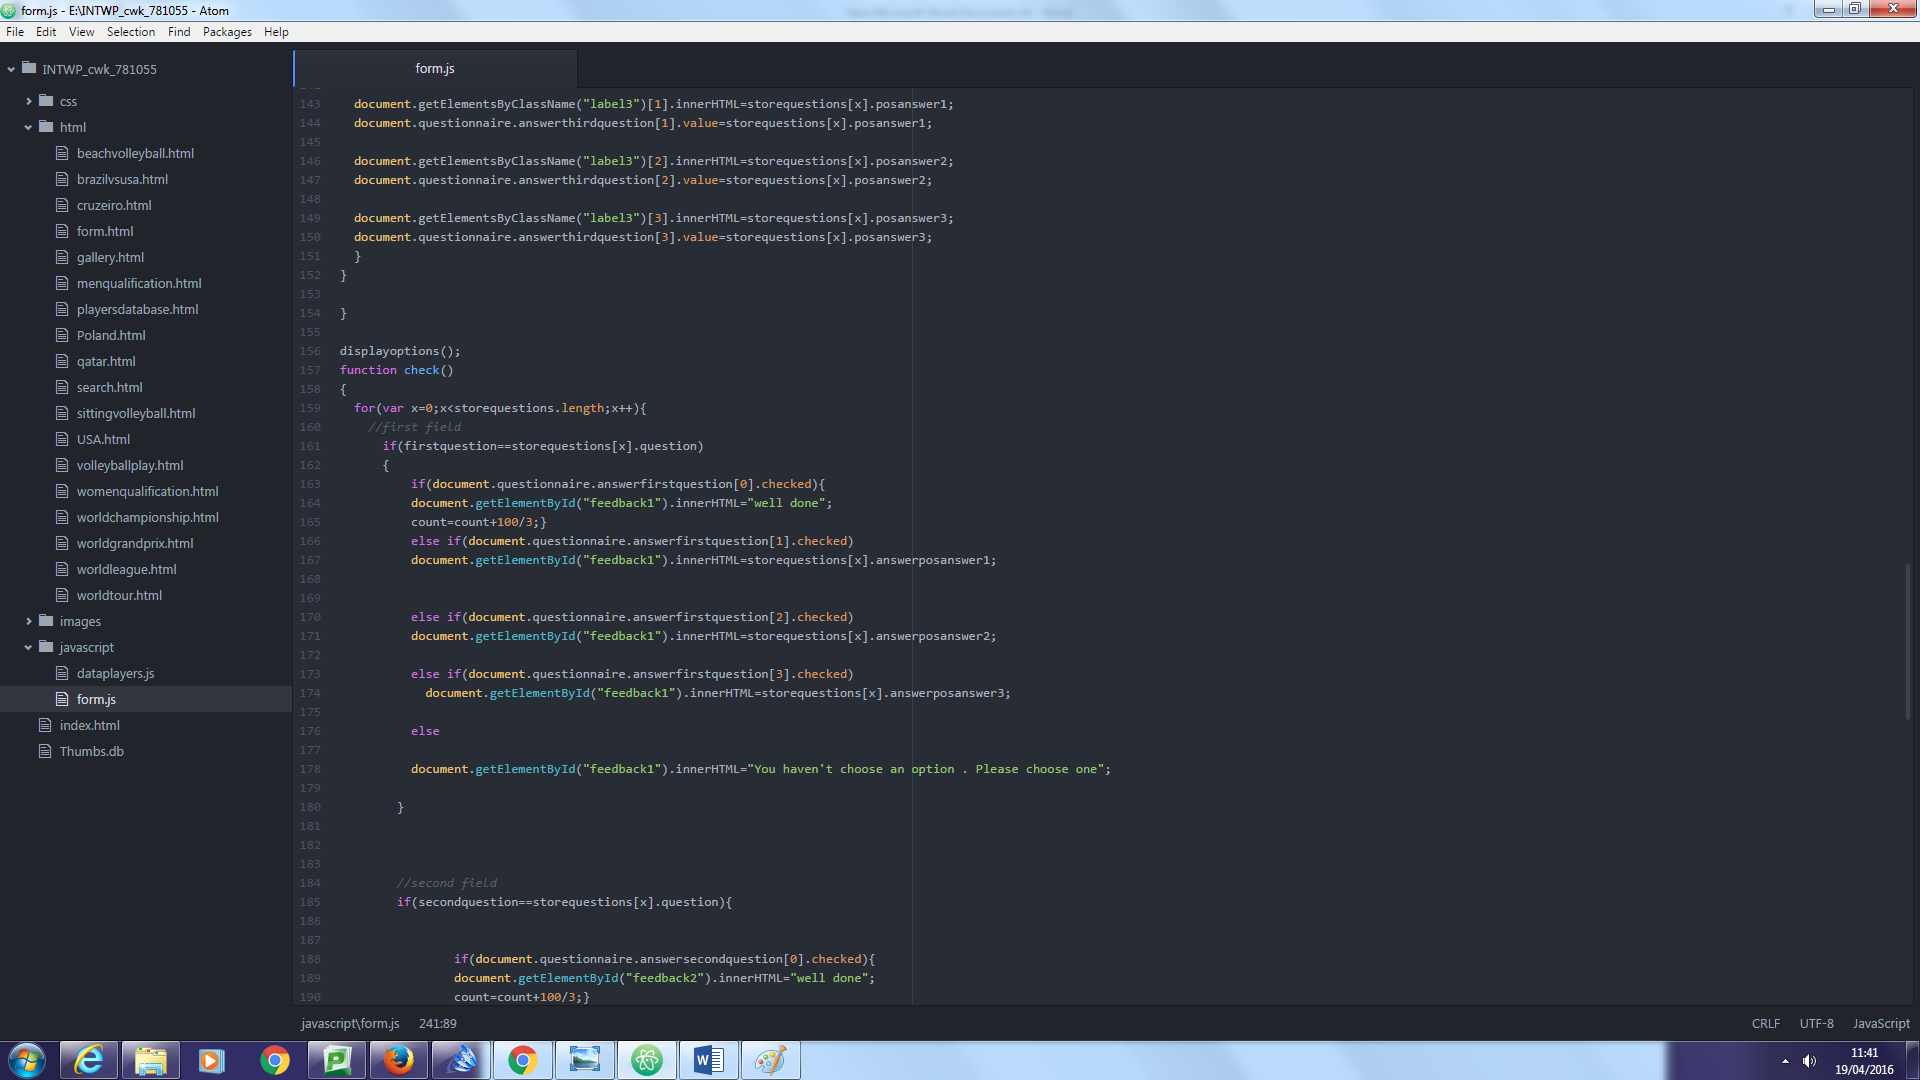 form.js - E:\INTWP_cwk_781055 - Atom
File Edit View Selection Find Packages Help
INTWP_cwk_781055
css
html
beachvolleyball.html
brazilvsusa.html
cruzeiro.html
form.html
gallery.html
menqualification.html
playersdatabase.html
Poland.html
qatar.html
search.html
sittingvolleyball.html
USA.html
volleyballplay.html
womenqualification.html
worldchampionship.html
worldgrandprix.html
worldleague.html
worldtour.html
images
javascript
dataplayers.js
form.js
index.html
Thumbs.db
form.js
143 document.getElementsByClassName("label3")[1].innerHTML=storequestions[x].posanswer1;
144 document.questionnaire.answerthirdquestion[1].value=storequestions[x].posanswer1;
145
146 document.getElementsByClassName("label3")[2].innerHTML=storequestions[x].posanswer2;
147 document.questionnaire.answerthirdquestion[2].value=storequestions[x].posanswer2;
148
149 document.getElementsByClassName("label3")[3].innerHTML=storequestions[x].posanswer3;
150 document.questionnaire.answerthirdquestion[3].value=storequestions[x].posanswer3;
151 }
152 }
153
154 }
155
156 displayoptions();
157 function check()
158 {
159 for(var x=0;x<storequestions.length;x++){
160 //first field
161 if(firstquestion==storequestions[x].question)
162 {
163 if(document.questionnaire.answerfirstquestion[0].checked){
164 document.getElementById("feedback1").innerHTML="well done";
165 count=count+100/3;}
166 else if(document.questionnaire.answerfirstquestion[1].checked)
167 document.getElementById("feedback1").innerHTML=storequestions[x].answerposanswer1;
168
169
170 else if(document.questionnaire.answerfirstquestion[2].checked)
171 document.getElementById("feedback1").innerHTML=storequestions[x].answerposanswer2;
172
173 else if(document.questionnaire.answerfirstquestion[3].checked)
174 document.getElementById("feedback1").innerHTML=storequestions[x].answerposanswer3;
175
176 else
177
178 document.getElementById("feedback1").innerHTML="You haven't choose an option . Please choose one";
179
180 }
181
182
183
184 //second field
185 if(secondquestion==storequestions[x].question){
186
187
188 if(document.questionnaire.answersecondquestion[0].checked){
189 document.getElementById("feedback2").innerHTML="well done";
190 count=count+100/3;}
javascript\form.js 241:89
CRLF UTF-8 JavaScript
11:41
19/04/2016